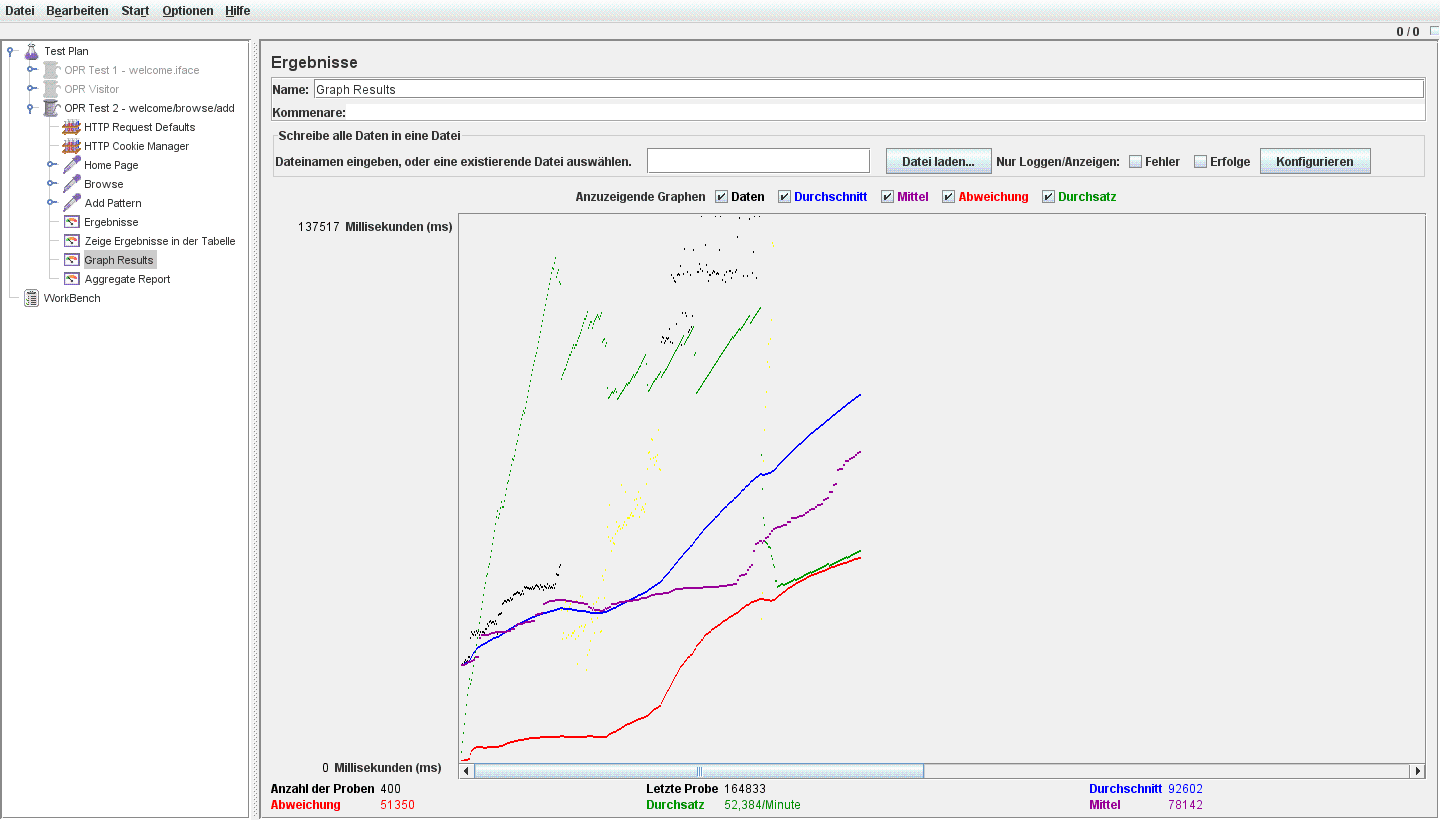 Datei Bearbeiten Start Optionen Hilfe
0 / 0
Test Plan
OPR Test 1 - welcome.iface
OPR Visitor
OPR Test 2 - welcome/browse/add
HTTP Request Defaults
HTTP Cookie Manager
Home Page
Browse
Add Pattern
Ergebnisse
Zeige Ergebnisse in der Tabelle
Graph Results
Aggregate Report
WorkBench
Ergebnisse
Name: Graph Results
Kommenare:
Schreibe alle Daten in eine Datei
Dateinamen eingeben, oder eine existierende Datei auswählen. Datei laden... Nur Loggen/Anzeigen: Fehler Erfolge Konfigurieren
Anzuzeigende Graphen Daten Durchschnitt Mittel Abweichung Durchsatz
137517 Millisekunden (ms)
0 Millisekunden (ms)
Anzahl der Proben 400 Letzte Probe 164833 Durchschnitt 92602
Abweichung 51350 Durchsatz 52,384/Minute Mittel 78142